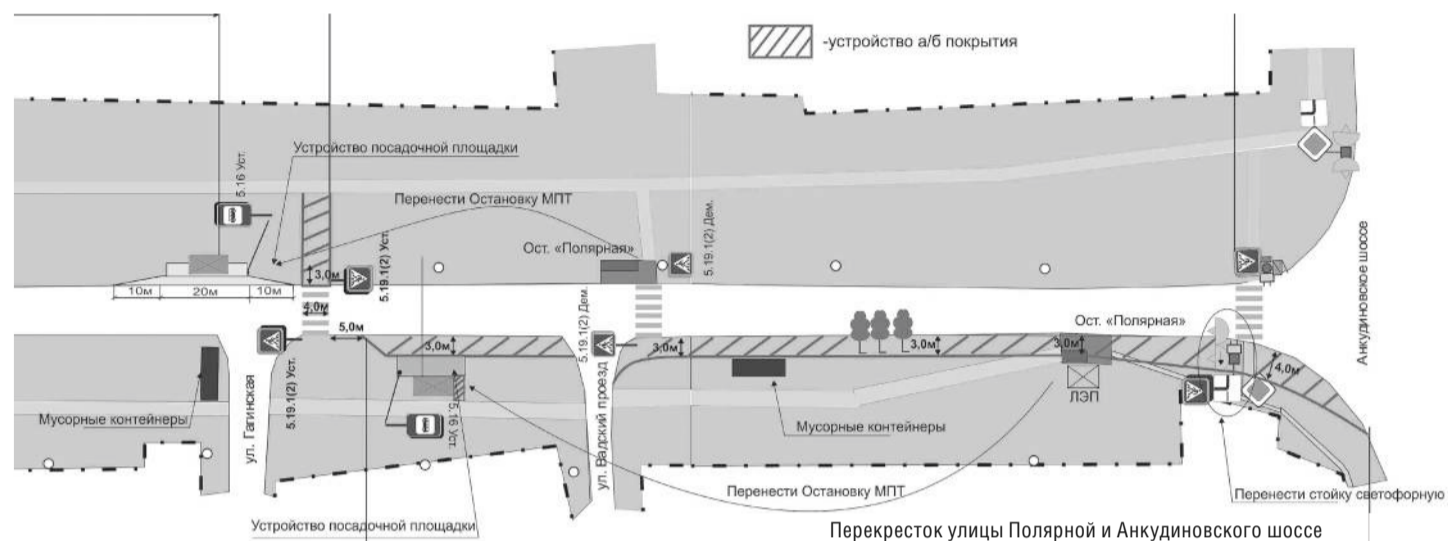 -устройство а/б покрытия
Устройство посадочной площадки
5.16 Уст.
Перенести Остановку МПТ
Ост. «Полярная»
5.19.1(2) Дем.
5.19.1(2) Уст.
3,0м
10м
20м
10м
4,0м
5,0м
Анкудиновское шоссе
5.19.1(2) Дем.
Ост. «Полярная»
3,0м
3,0м
3,0м
3,0м
4,0м
5.19.1(2) Уст.
ул. Гагинская
ул. Вадский проезд
ЛЭП
Мусорные контейнеры
5.16 Уст.
Мусорные контейнеры
Перенести Остановку МПТ
Перенести стойку светофорную
Устройство посадочной площадки
Перекресток улицы Полярной и Анкудиновского шоссе